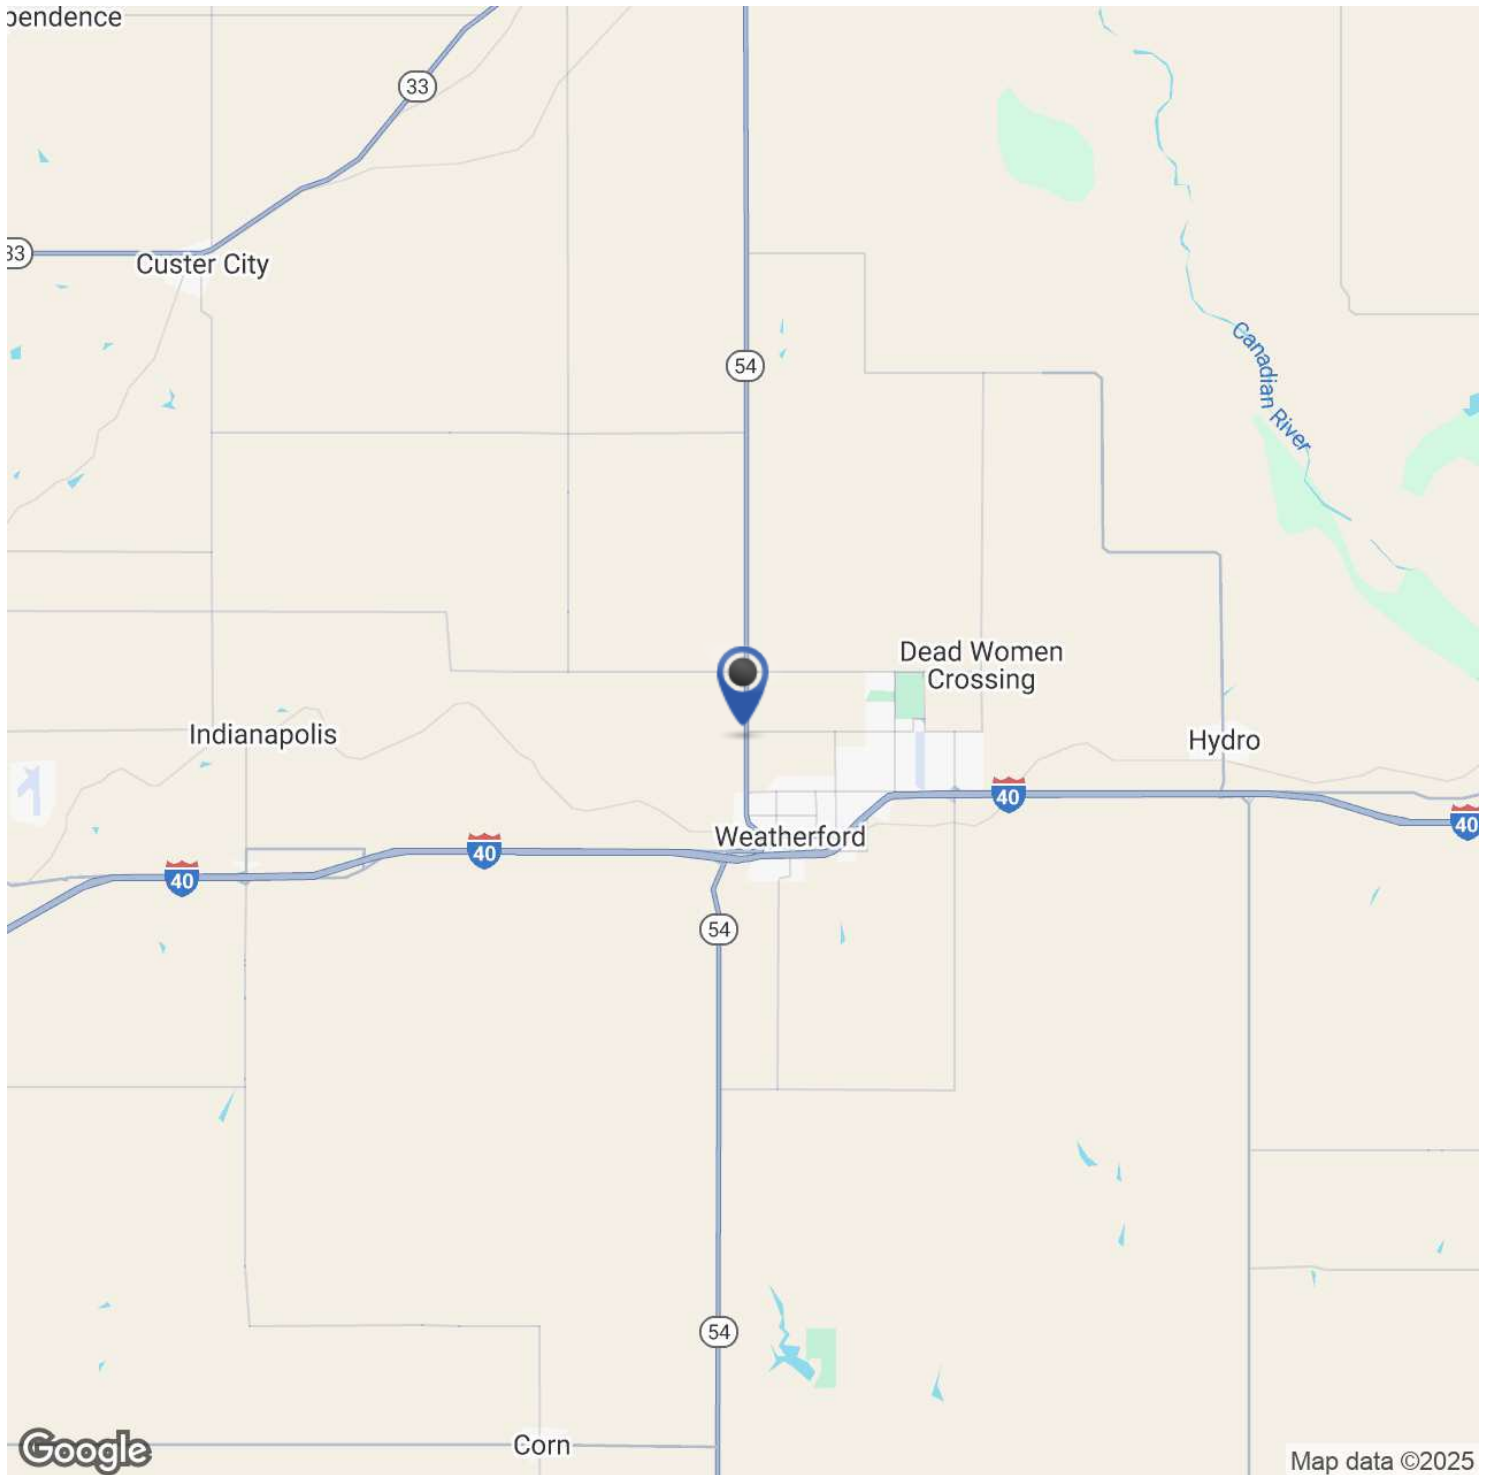 pendence
33
33
Custer City
54
Canadian River
Dead Women
Crossing
Indianapolis
Hydro
40
40
Weatherford
40
40
54
54
Corn
Google
Map data ©2025